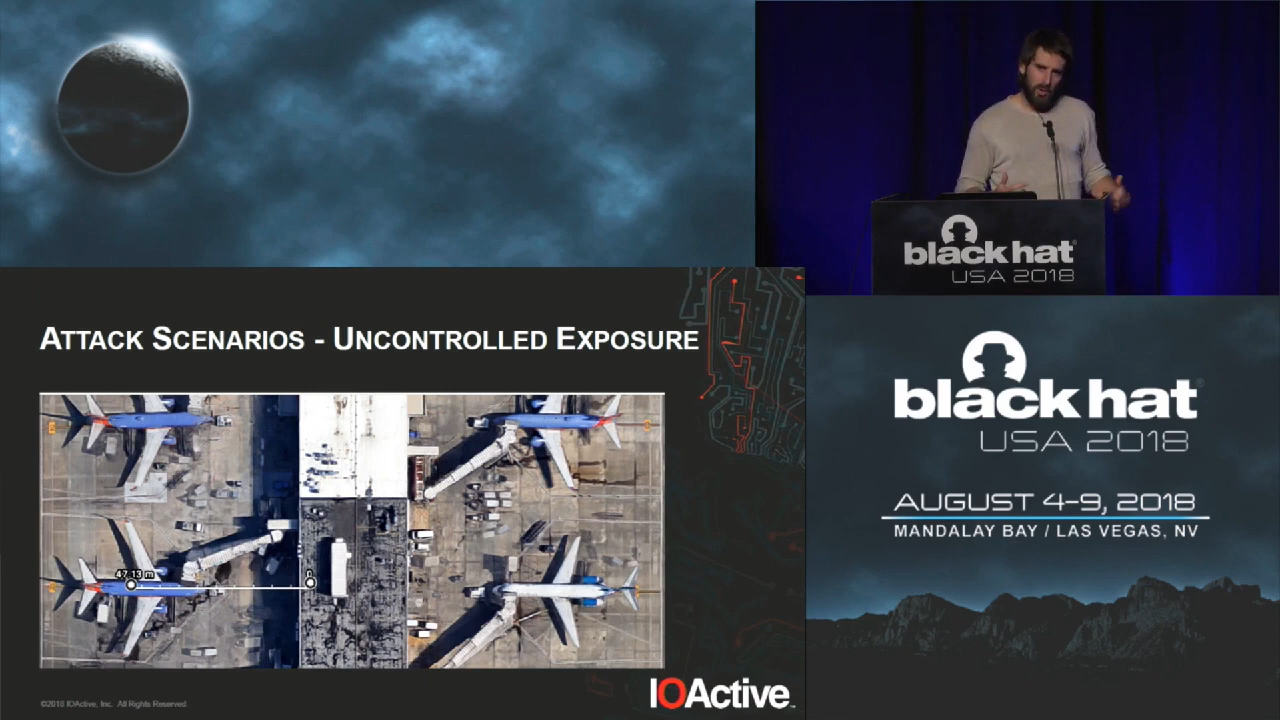 black hat
USA 2018
ATTACK SCENARIOS - UNCONTROLLED EXPOSURE
47.13 m
©2018 IOActive, Inc. All Rights Reserved.
IOActive
black hat
USA 2018
AUGUST 4-9, 2018
MANDALAY BAY / LAS VEGAS, NV